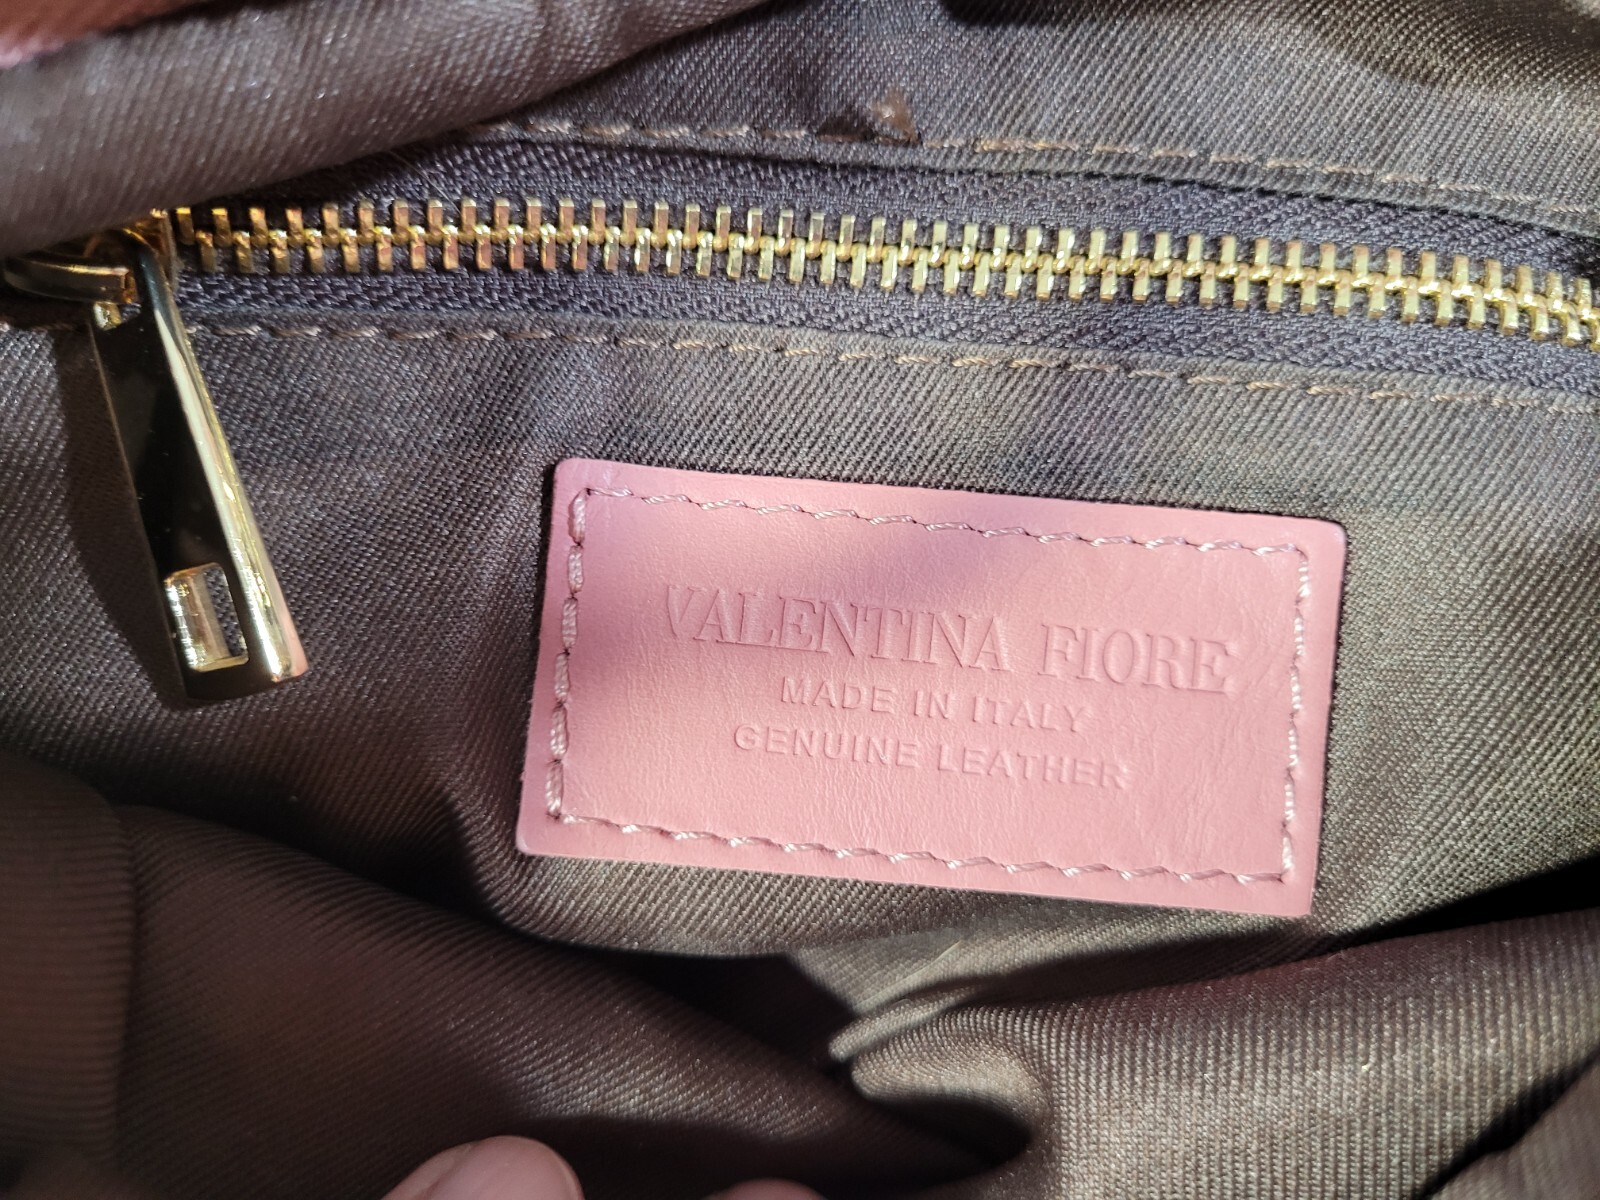 VALENTINA FIORE
MADE IN ITALY
GENUINE LEATHER